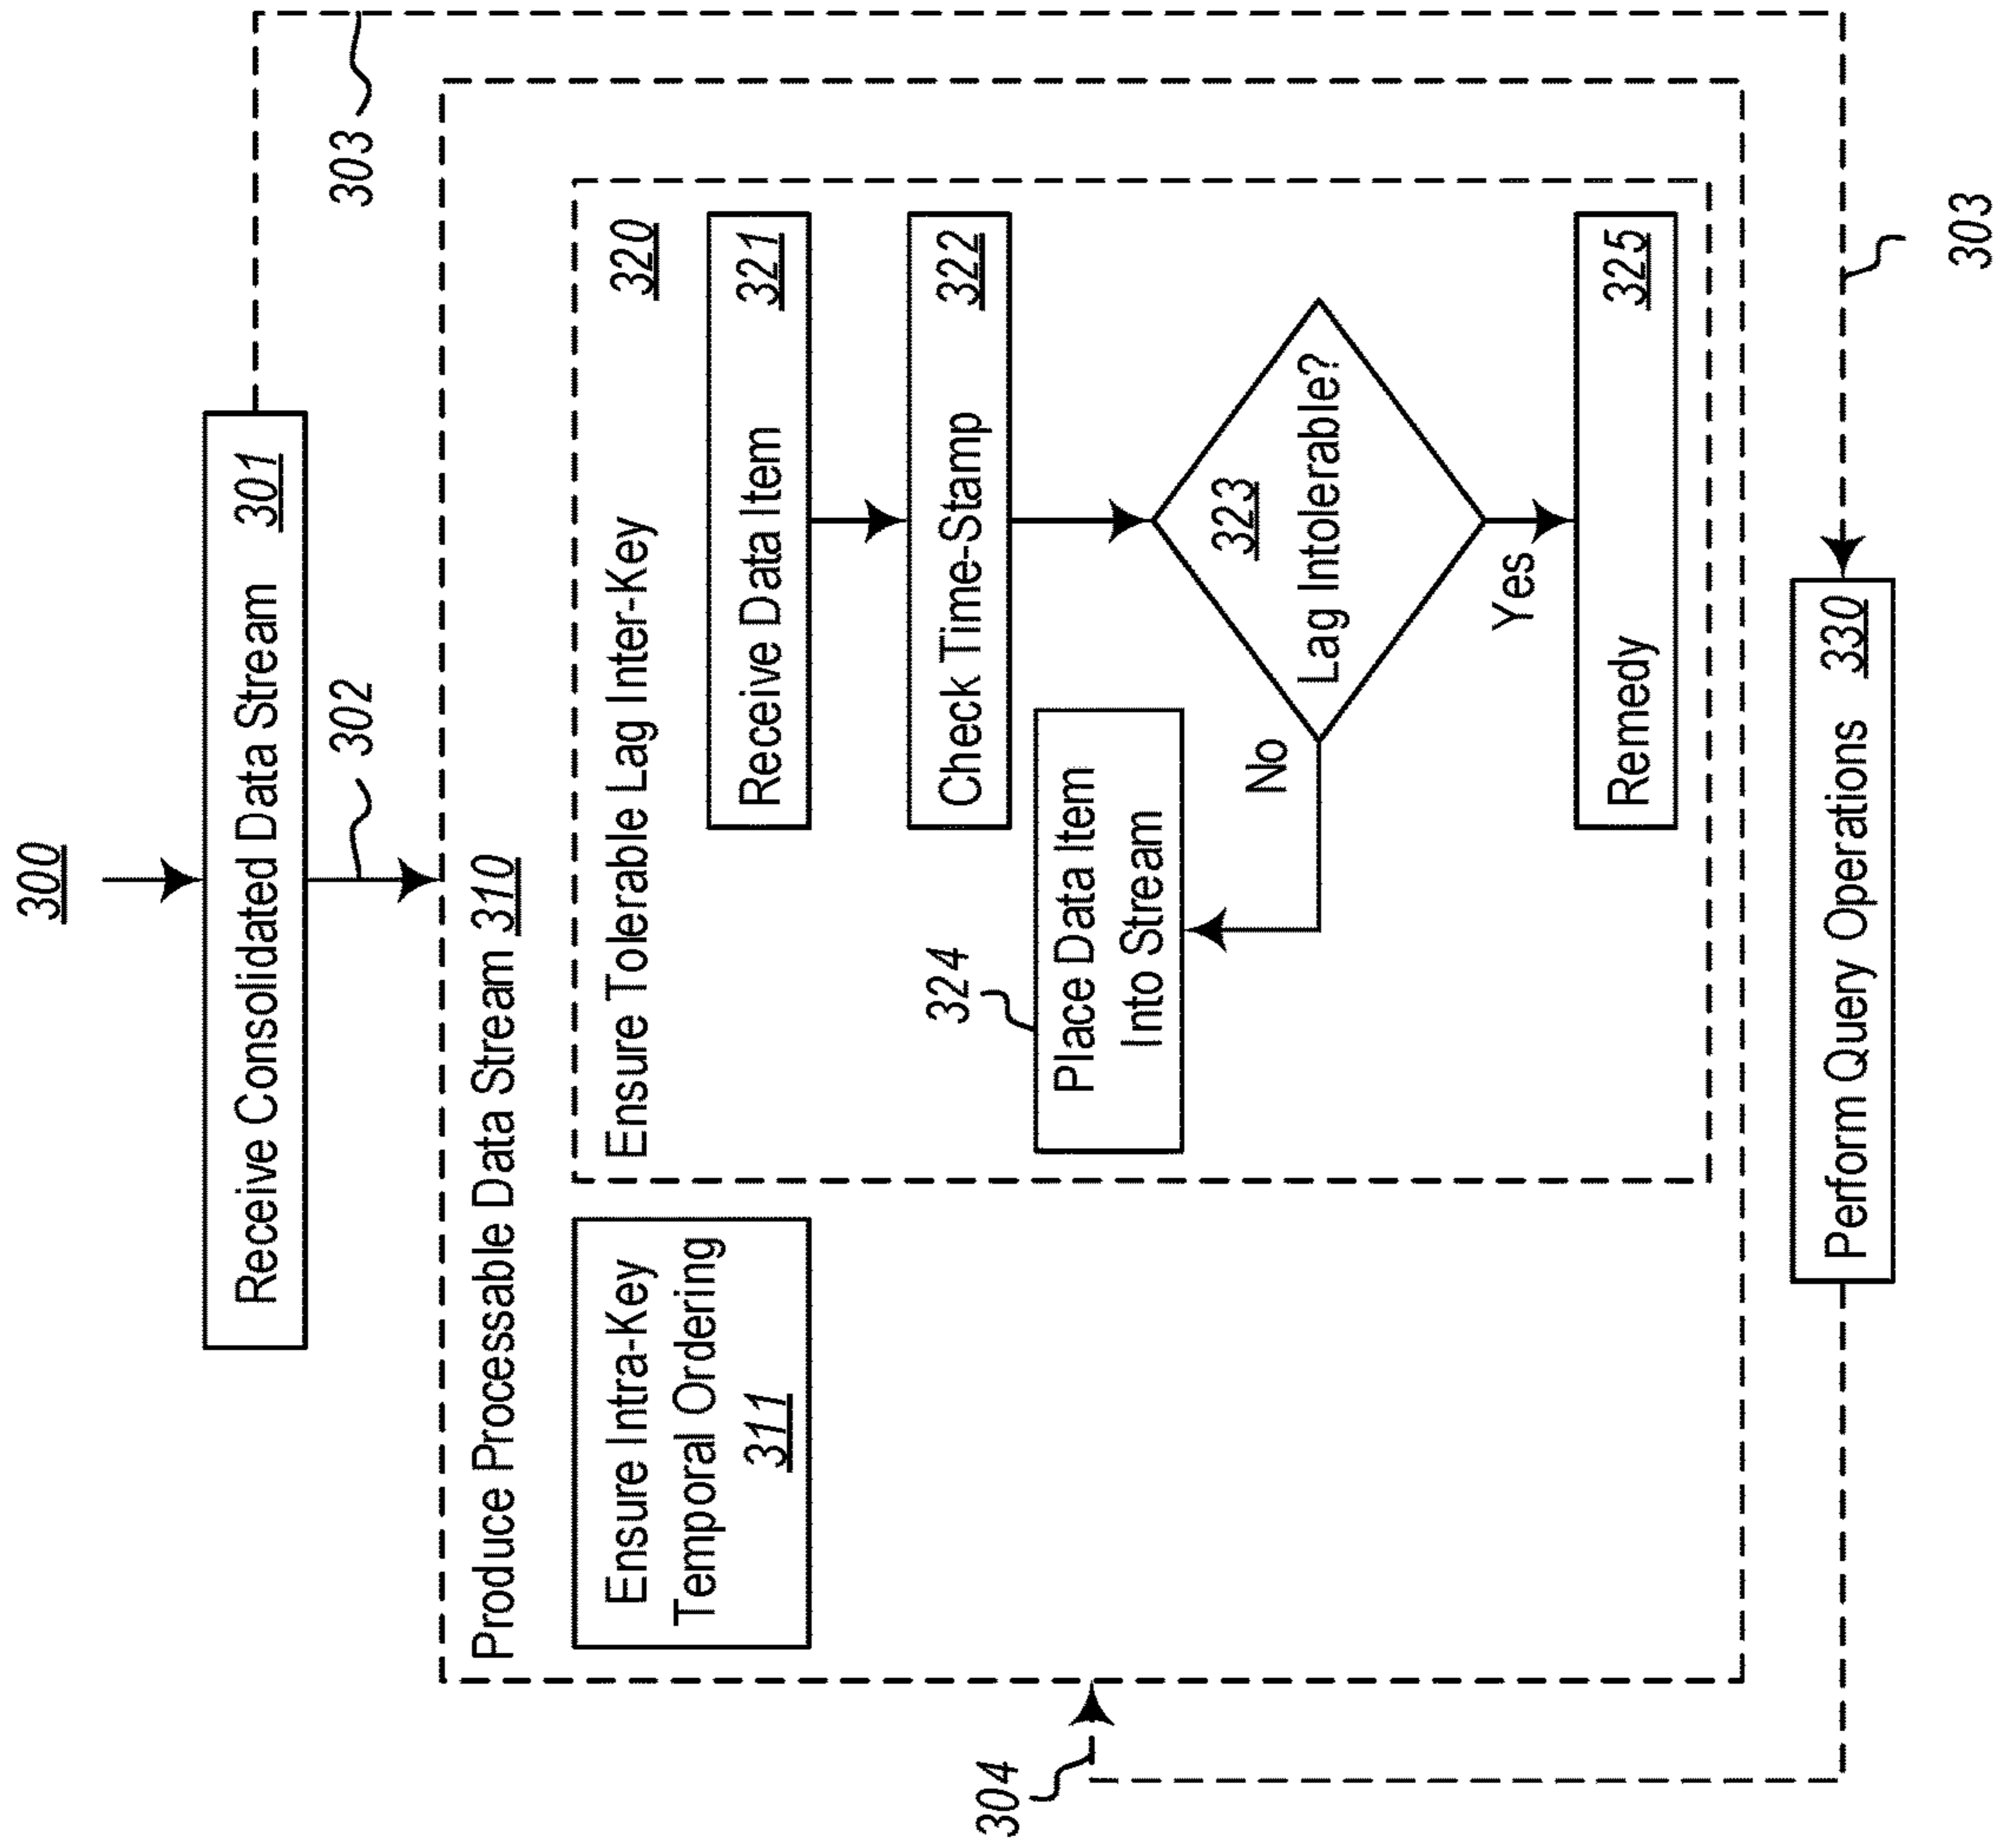 300
Receive Consolidated Data Stream 301
302
303
Produce Processable Data Stream 310
Ensure Intra-Key
Temporal Ordering
311
Ensure Tolerable Lag Inter-Key 320
Receive Data Item 321
Check Time-Stamp 322
323
Lag Intolerable?
No
Yes
324
Place Data Item
Into Stream
Remedy 325
304
Perform Query Operations 330
303